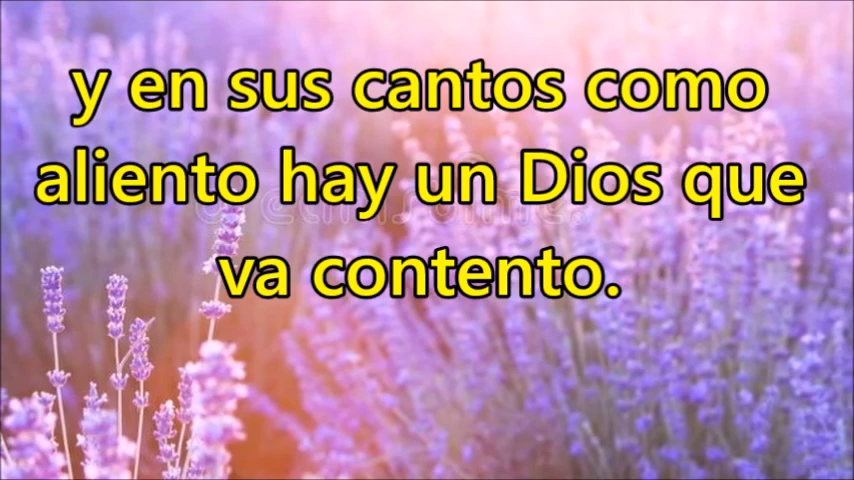 y en sus cantos como
aliento hay un Dios que
va contento.